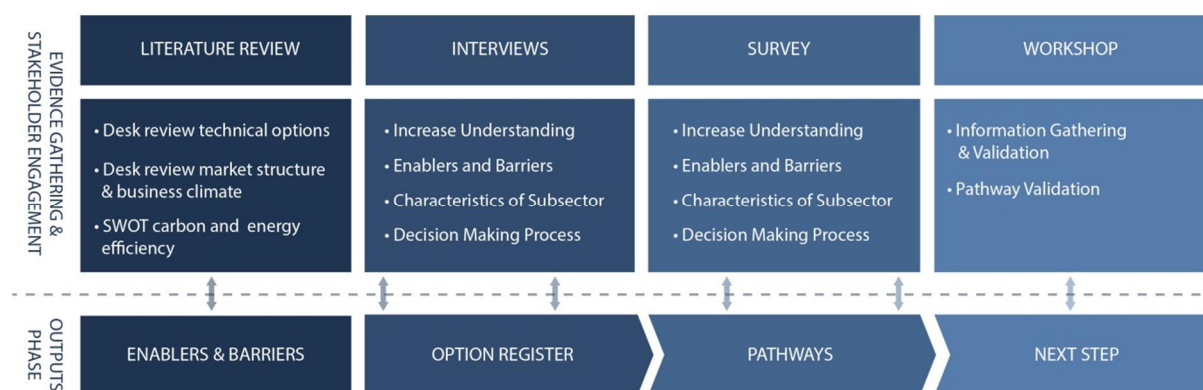 EVIDENCE GATHERING &
STAKEHOLDER ENGAGEMENT
LITERATURE REVIEW
• Desk review technical options
• Desk review market structure
& business climate
• SWOT carbon and energy
efficiency
INTERVIEWS
• Increase Understanding
• Enablers and Barriers
• Characteristics of Subsector
• Decision Making Process
SURVEY
• Increase Understanding
• Enablers and Barriers
• Characteristics of Subsector
• Decision Making Process
WORKSHOP
• Information Gathering
& Validation
• Pathway Validation
OUTPUTS
PHASE
ENABLERS & BARRIERS
OPTION REGISTER
PATHWAYS
NEXT STEP